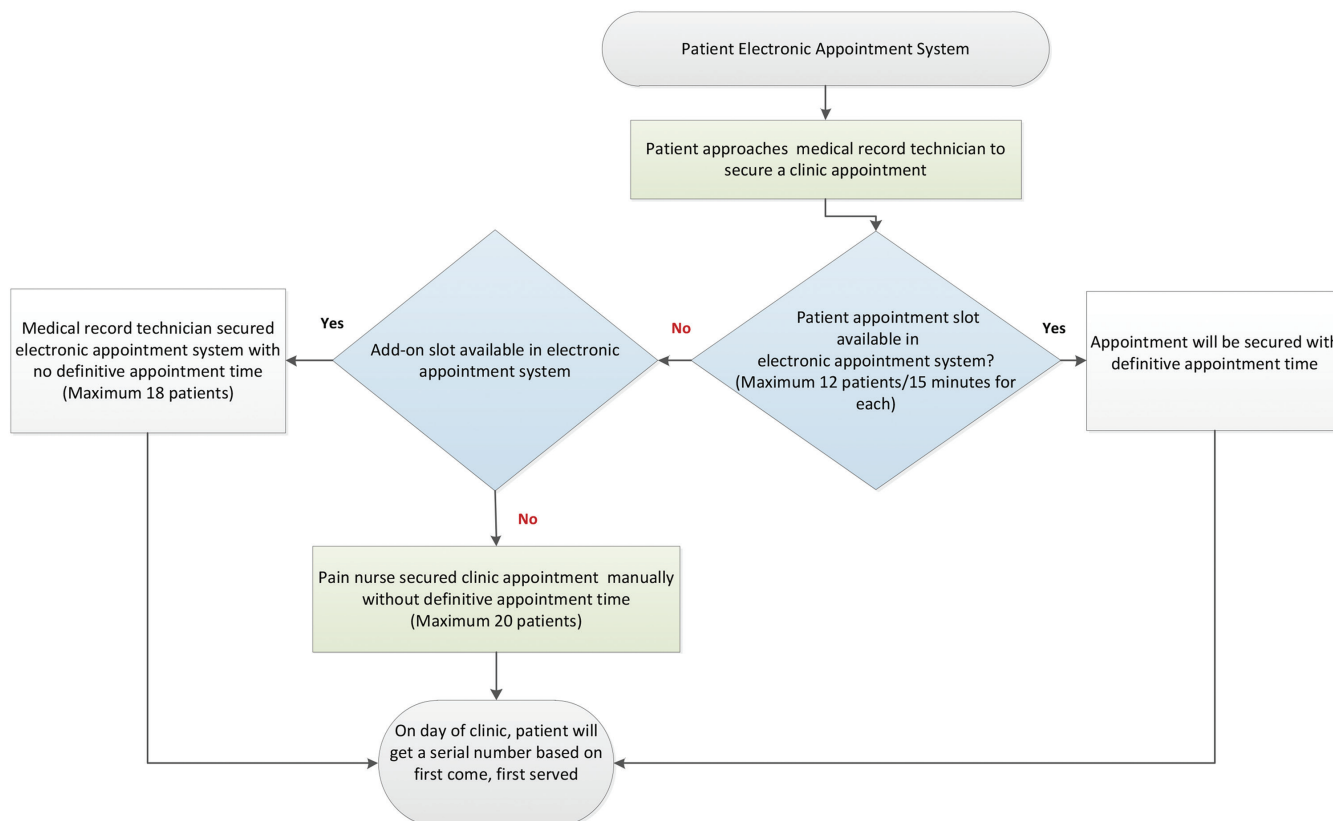 Patient Electronic Appointment System
Patient approaches medical record technician to
secure a clinic appointment
Patient appointment slot
available in
electronic appointment system?
(Maximum 12 patients/15 minutes for
each)
Yes
Appointment will be secured with
definitive appointment time
No
Add-on slot available in electronic
appointment system
Yes
Medical record technician secured
electronic appointment system with
no definitive appointment time
(Maximum 18 patients)
No
Pain nurse secured clinic appointment manually
without definitive appointment time
(Maximum 20 patients)
On day of clinic, patient will
get a serial number based on
first come, first served